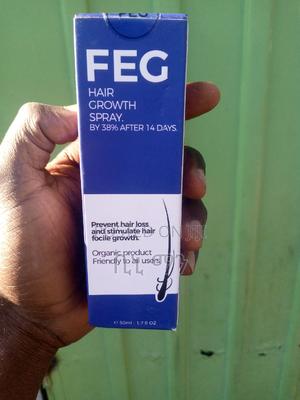 FEG
FEG
HAIR
GROWTH
SPRAY.
BY 38% AFTER 14 DAYS.
Prevent hair loss
and stimulate hair
focile growth.
Organic product
Friendly to all users.
50ml · 1.7 fl OZ